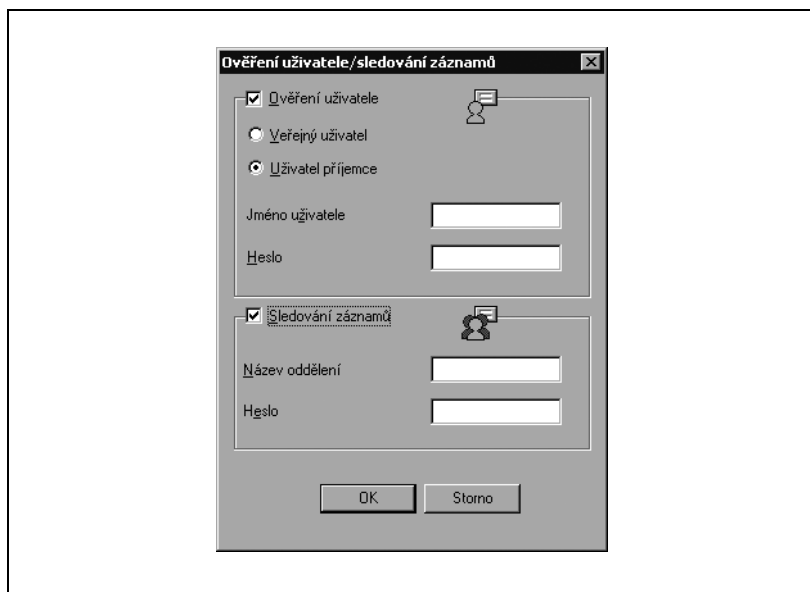 Ověření uživatele/sledování záznamů
Ověření uživatele
Veřejný uživatel
Uživatel příjemce
Jméno uživatele
Heslo
Sledování záznamů
Název oddělení
Heslo
OK Storno